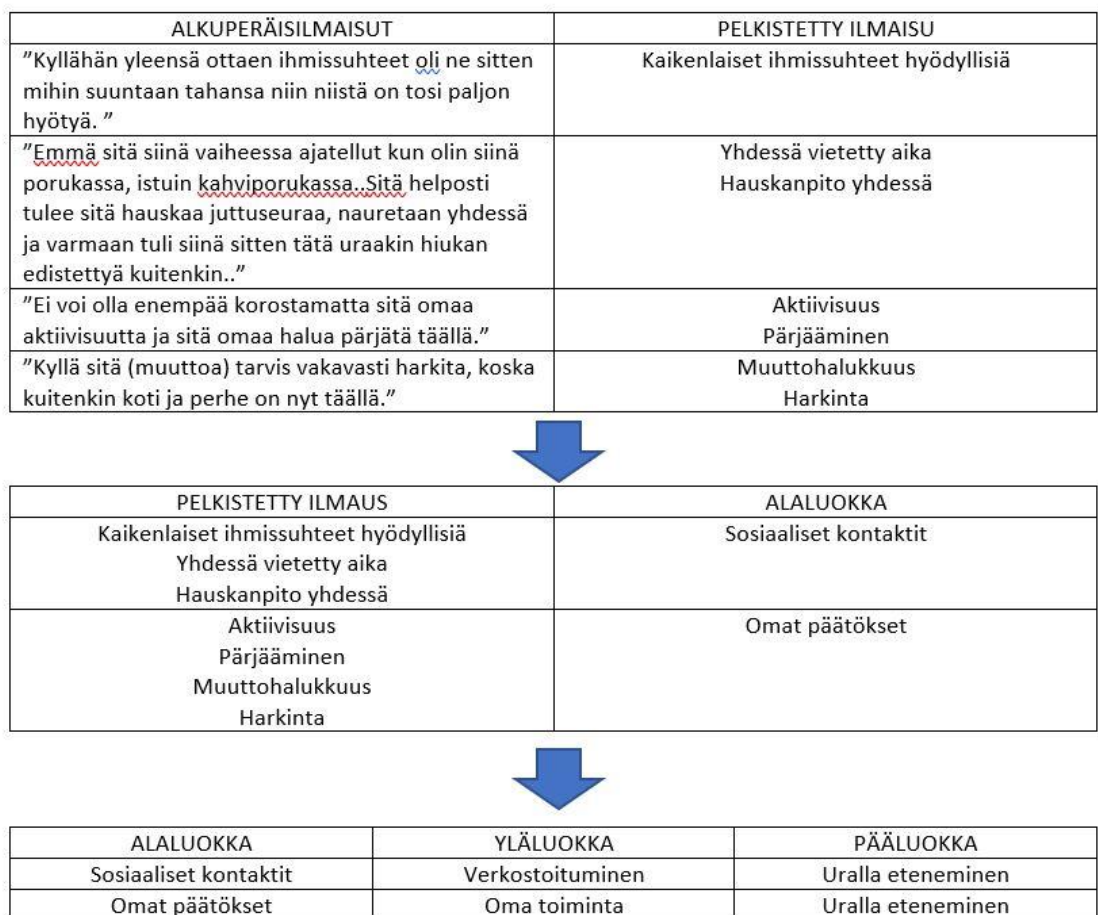 ALKUPERÄISILMAISUT
PELKISTETTY ILMAISU
”Kyllähän yleensä ottaen ihmissuhteet oli ne sitten
mihin suuntaan tahansa niin niistä on tosi paljon
hyötyä. ”
Kaikenlaiset ihmissuhteet hyödyllisiä
”Emmä sitä siinä vaiheessa ajatellut kun olin siinä
porukassa, istuin kahviporukassa..Sitä helposti
tulee sitä hauskaa juttuseuraa, nauretaan yhdessä
ja varmaan tuli siinä sitten tätä uraakin hiukan
edistettyä kuitenkin..”
Yhdessä vietetty aika
Hauskanpito yhdessä
”Ei voi olla enempää korostamatta sitä omaa
aktiivisuutta ja sitä omaa halua pärjätä täällä.”
Aktiivisuus
Pärjääminen
”Kyllä sitä (muuttoa) tarvis vakavasti harkita, koska
kuitenkin koti ja perhe on nyt täällä.”
Muuttohalukkuus
Harkinta
PELKISTETTY ILMAUS
ALALUOKKA
Kaikenlaiset ihmissuhteet hyödyllisiä
Yhdessä vietetty aika
Hauskanpito yhdessä
Sosiaaliset kontaktit
Aktiivisuus
Pärjääminen
Muuttohalukkuus
Harkinta
Omat päätökset
ALALUOKKA
YLÄLUOKKA
PÄÄLUOKKA
Sosiaaliset kontaktit
Verkostoituminen
Uralla eteneminen
Omat päätökset
Oma toiminta
Uralla eteneminen